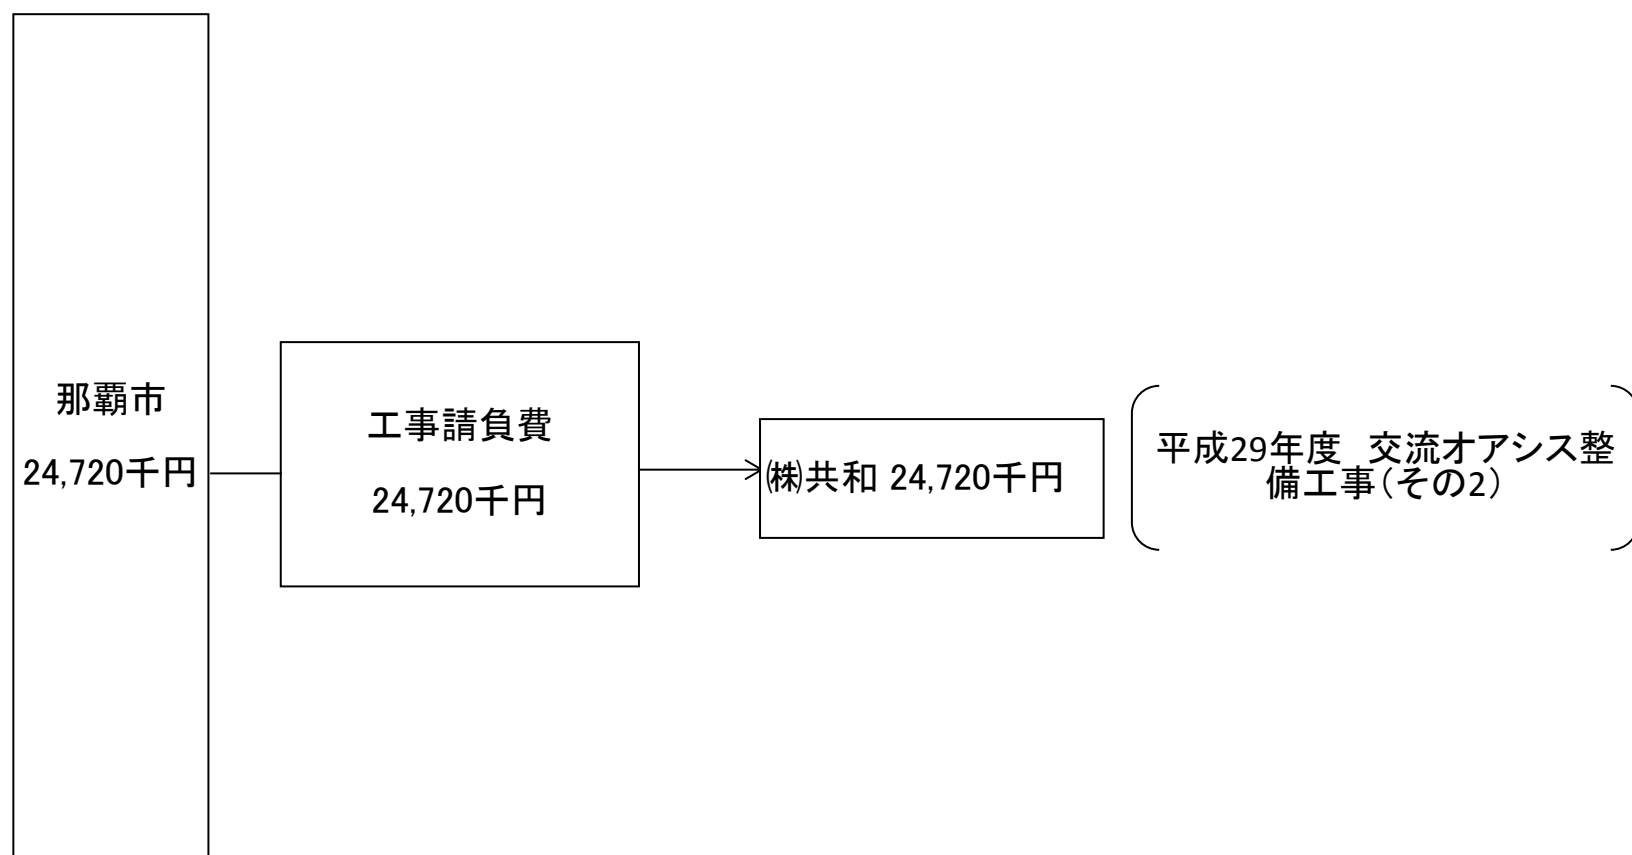 那覇市
24,720千円
工事請負費
24,720千円
㈱共和 24,720千円
平成29年度　交流オアシス整
備工事（その2）